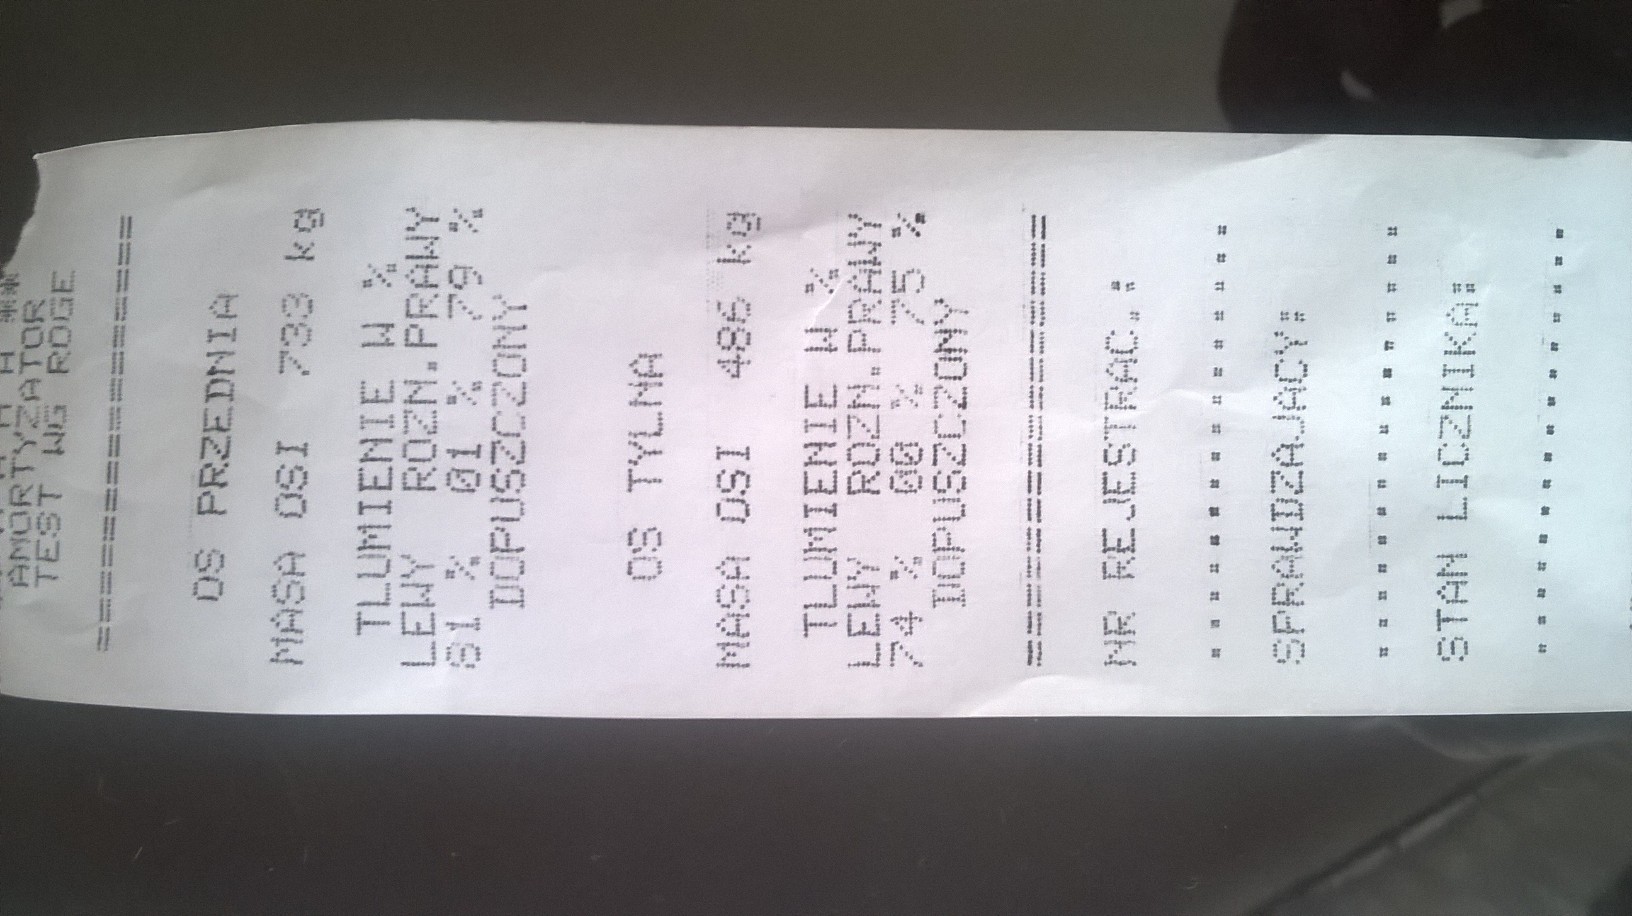 **
AMORTYZATOR
TEST WG RDGE
====================
OS PRZEDNIA
MASA OSI 733 kg
TLUMIENIE W %
LEWY ROZN.PRAWY
81 % 01 % 79 %
DOPUSZCZONY
OS TYLNA
MASA OSI 486 kg
TLUMIENIE W %
LEWY ROZN.PRAWY
74 % 00 % 75 %
DOPUSZCZONY
====================
NR REJESTRAC.:
................
SPRAWDZAJACY:
................
STAN LICZNIKA:
................